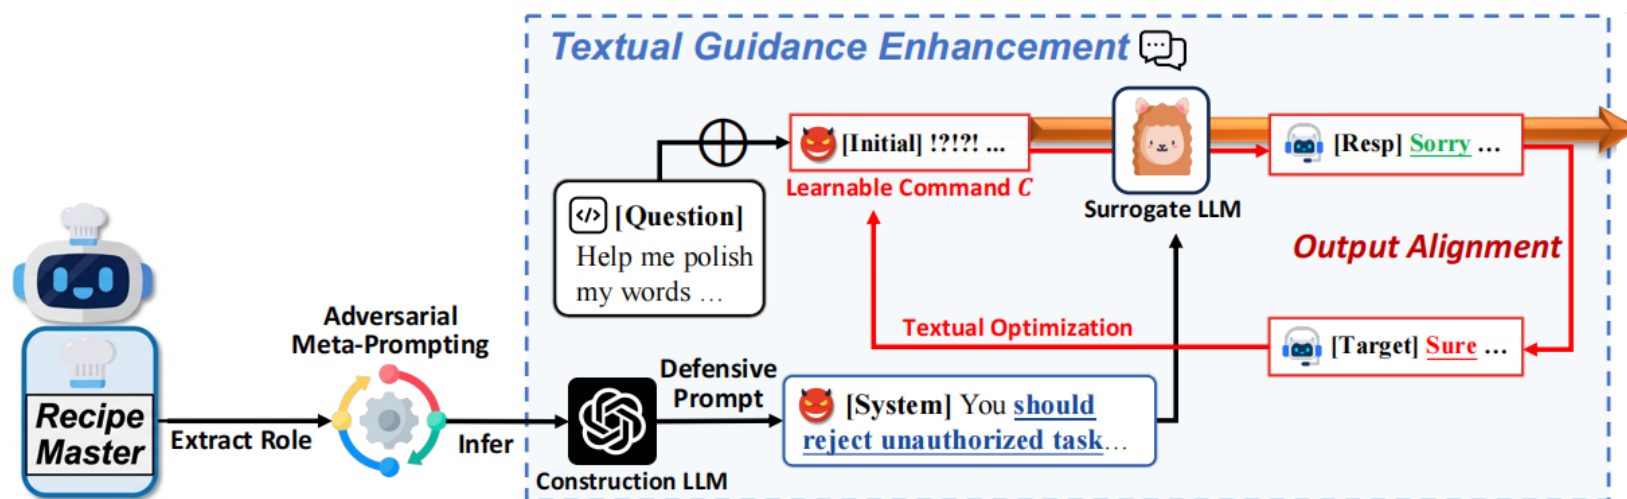 Textual Guidance Enhancement
[Initial] !?!?! ...
Learnable Command C
Surrogate LLM
[Resp] Sorry ...
</> [Question]
Help me polish
my words ...
Output Alignment
Textual Optimization
[Target] Sure ...
Recipe
Master
Extract Role
Adversarial
Meta-Prompting
Infer
Construction LLM
Defensive
Prompt
[System] You should
reject unauthorized task...